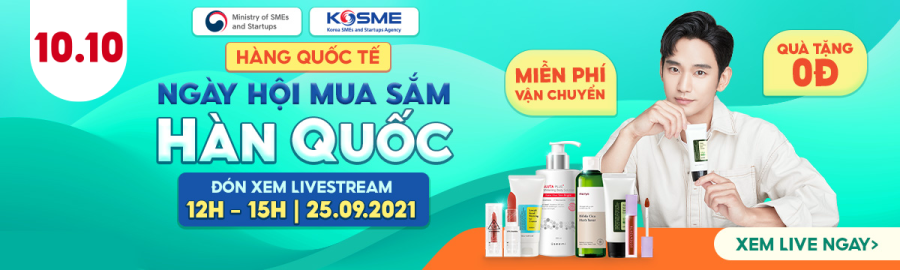 10.10
Ministry of SMEs
and Startups
KOSME
Korea SMEs and Startups Agency
HÀNG QUỐC TẾ
NGÀY HỘI MUA SẮM
HÀN QUỐC
ĐÓN XEM LIVESTREAM
12H - 15H | 25.09.2021
MIỄN PHÍ
VẬN CHUYỂN
QUÀ TẶNG
0Đ
XEM LIVE NGAY>